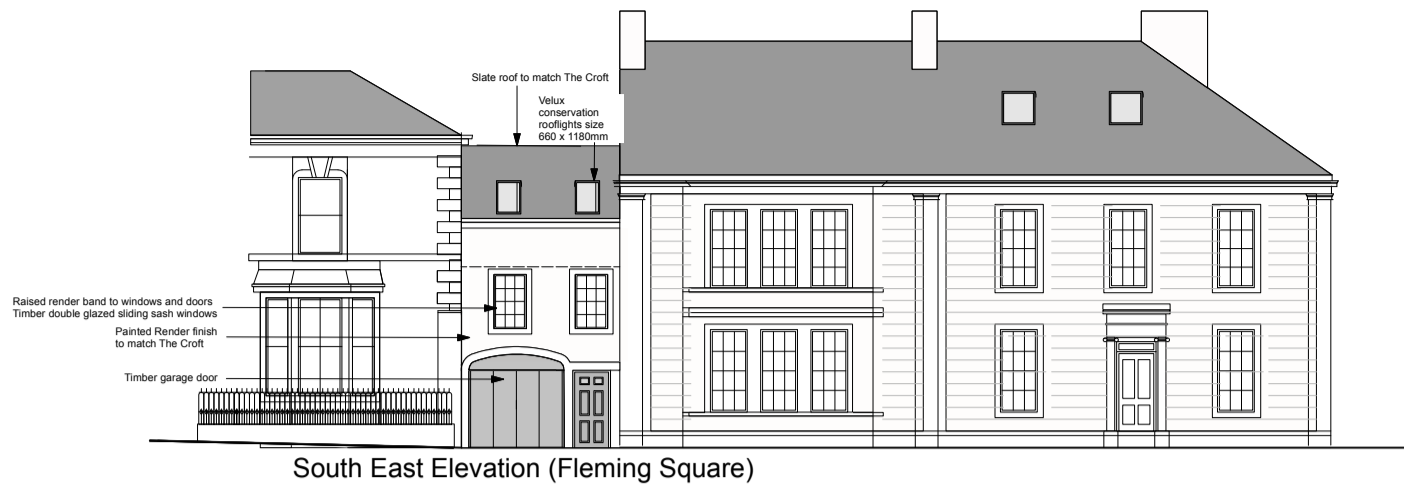 Slate roof to match The Croft
Velux
conservation
rooflights size
660 x 1180mm
Raised render band to windows and doors
Timber double glazed sliding sash windows
Painted Render finish
to match The Croft
Timber garage door
South East Elevation (Fleming Square)